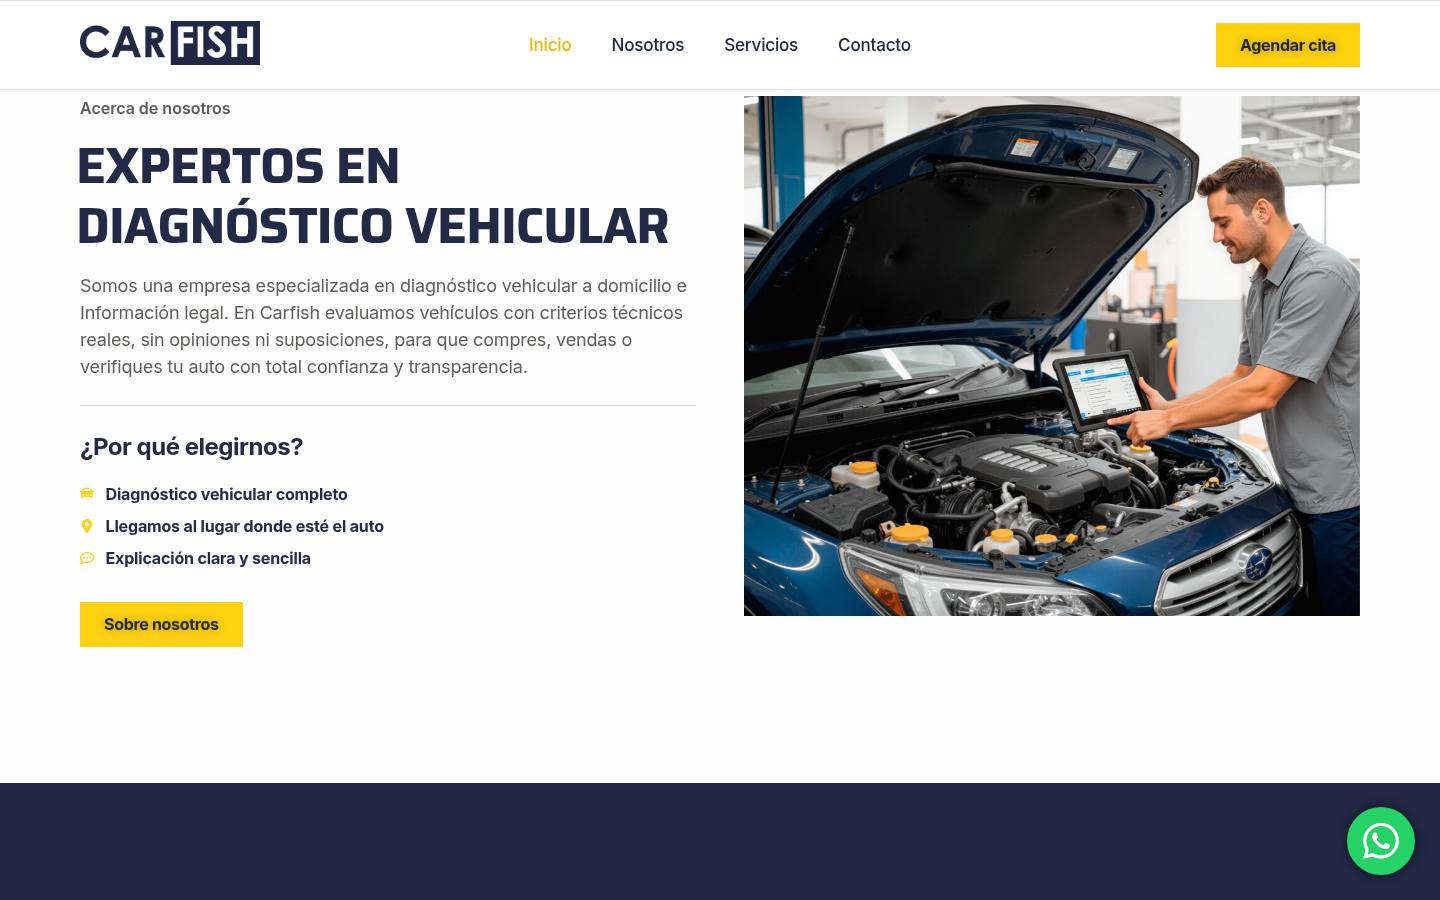 CARFISH
Inicio
Nosotros
Servicios
Contacto
Agendar cita
Acerca de nosotros
EXPERTOS EN
DIAGNÓSTICO VEHICULAR
Somos una empresa especializada en diagnóstico vehicular a domicilio e
Información legal. En Carfish evaluamos vehículos con criterios técnicos
reales, sin opiniones ni suposiciones, para que compres, vendas o
verifiques tu auto con total confianza y transparencia.
¿Por qué elegirnos?
Diagnóstico vehicular completo
Llegamos al lugar donde esté el auto
Explicación clara y sencilla
Sobre nosotros